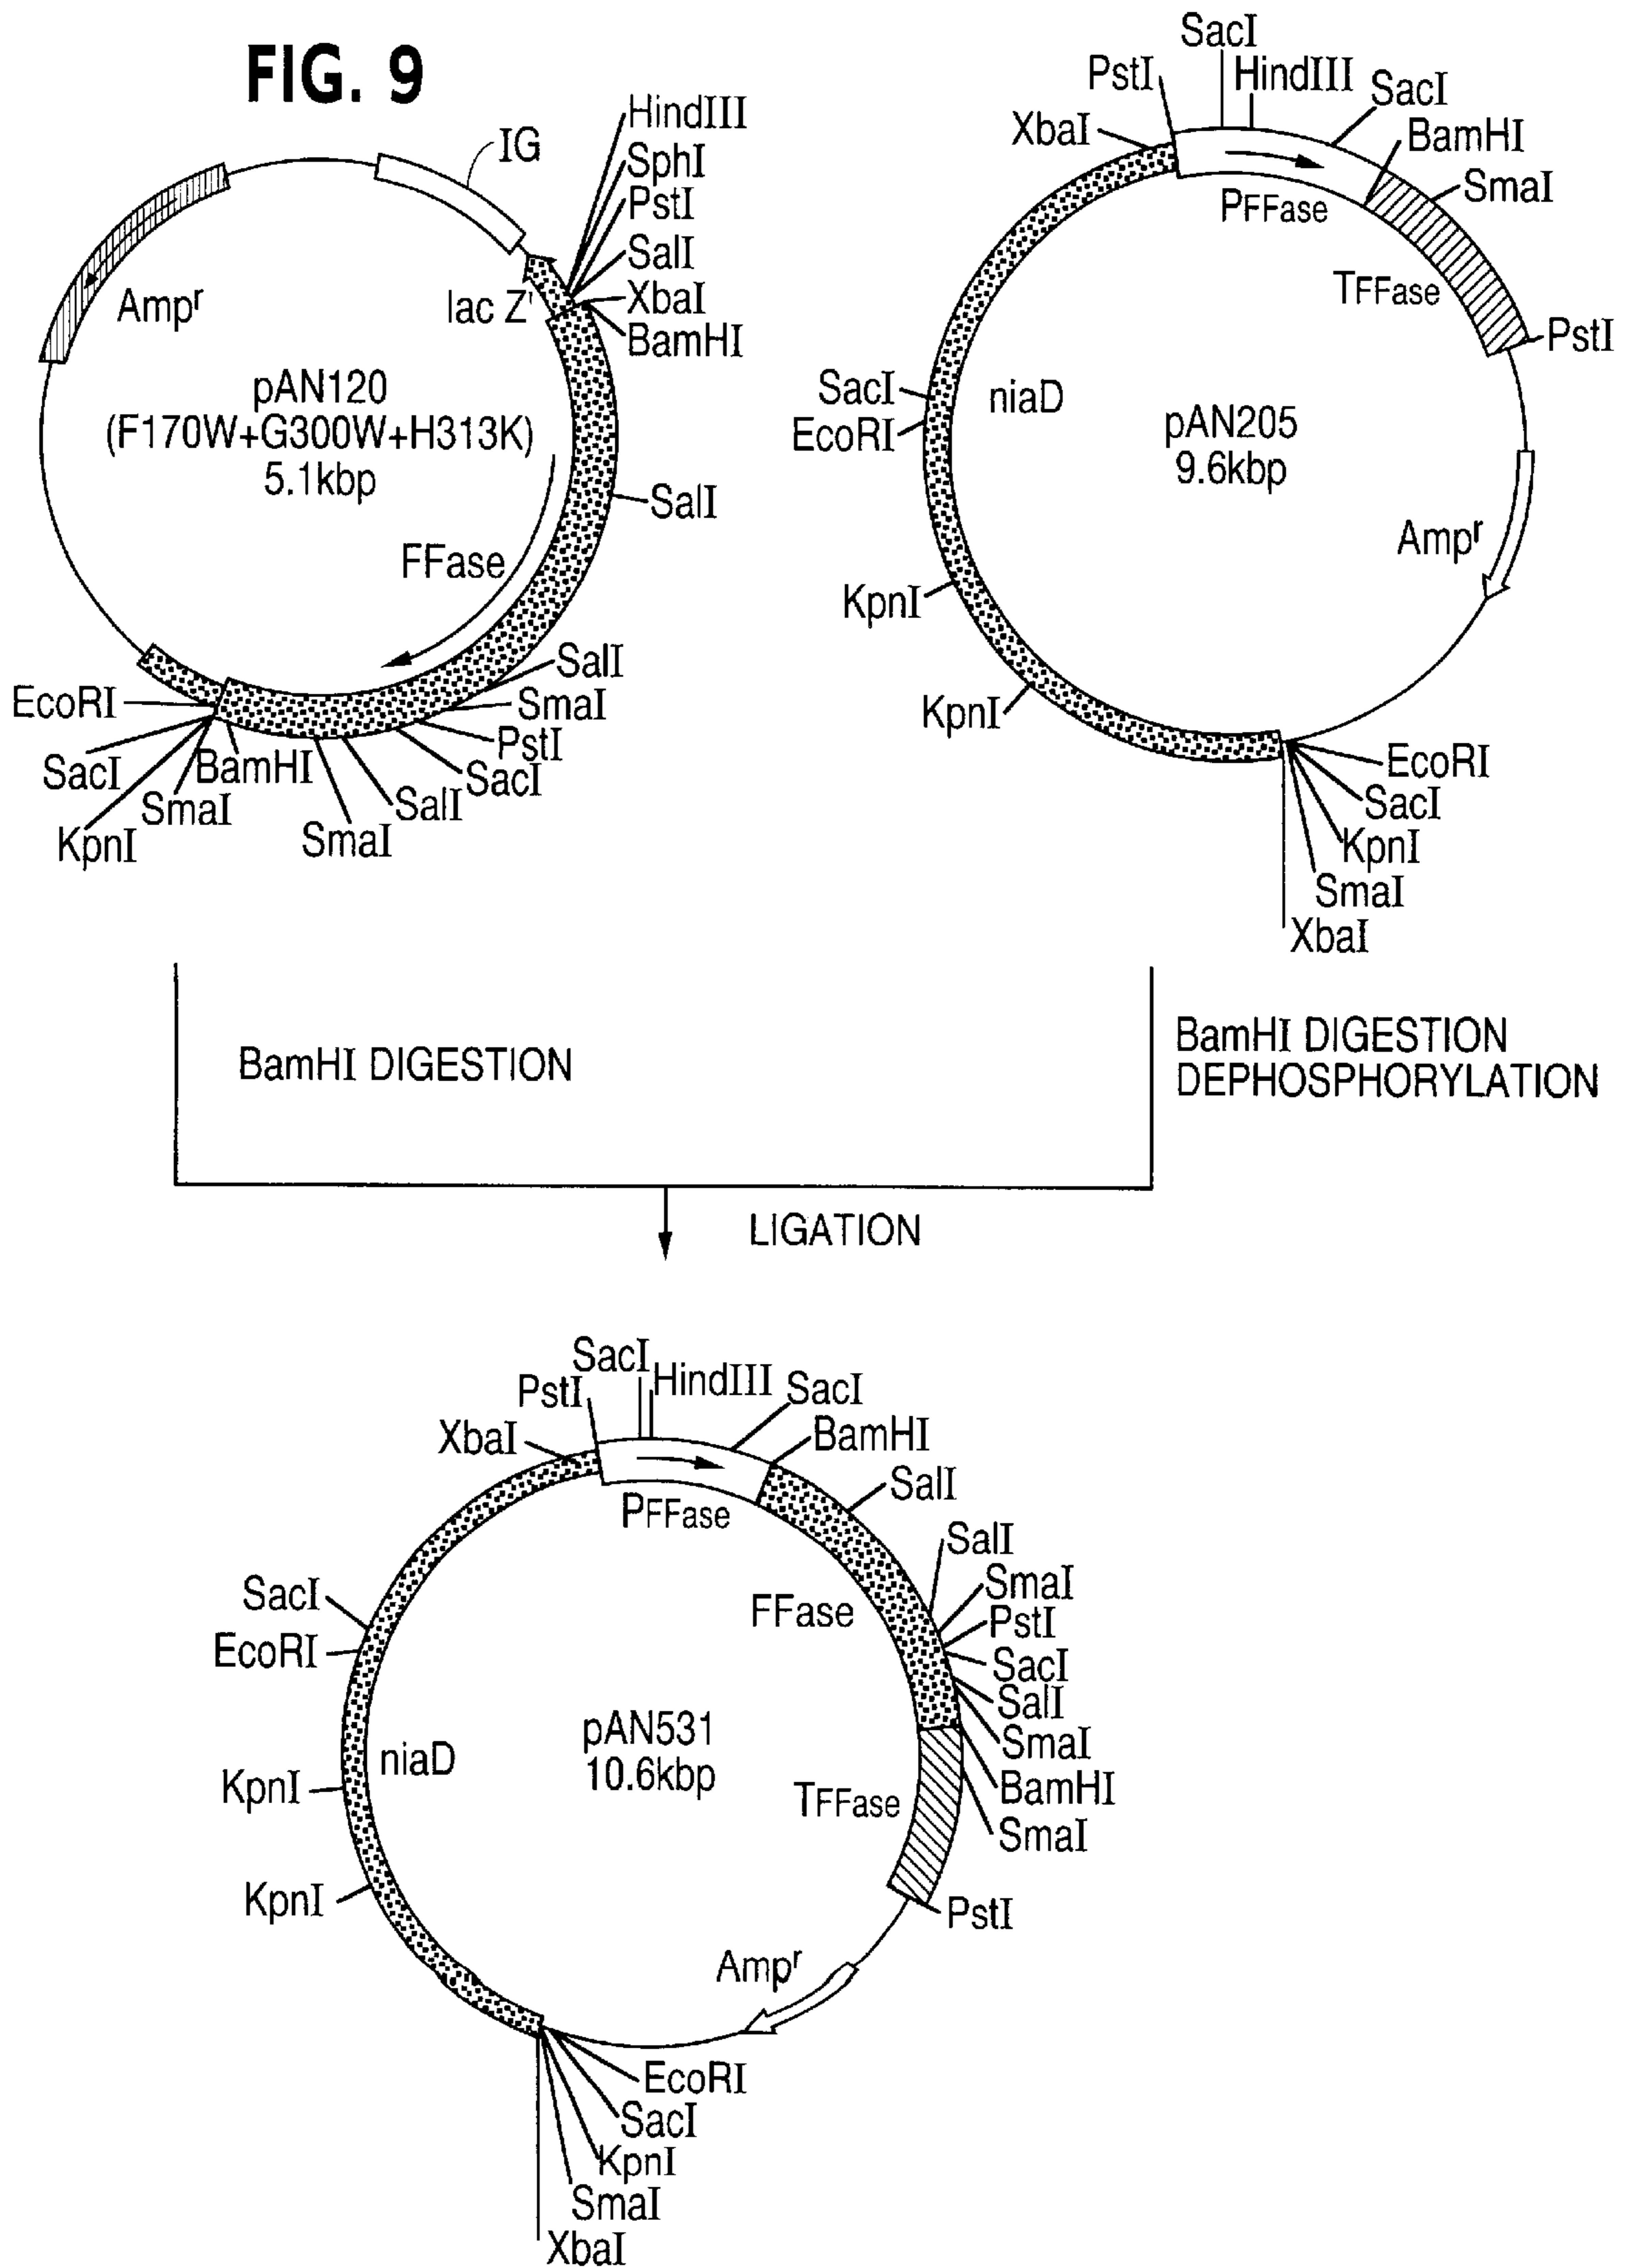 FIG. 9
IG
HindIII
SphI
PstI
SalI
XbaI
BamHI
lac Z'
Ampr
pAN120
(F170W+G300W+H313K)
5.1kbp
SalI
FFase
SalI
SmaI
PstI
SacI
SalI
SmaI
BamHI
EcoRI
SacI
SmaI
KpnI
SacI
PstI
HindIII
SacI
XbaI
BamHI
SmaI
PFFase
TFFase
PstI
SacI
EcoRI
niaD
pAN205
9.6kbp
Ampr
KpnI
KpnI
EcoRI
SacI
KpnI
SmaI
XbaI
BamHI DIGESTION
BamHI DIGESTION
DEPHOSPHORYLATION
LIGATION
SacI
PstI
HindIII
SacI
XbaI
BamHI
SalI
PFFase
SalI
SmaI
FFase
PstI
SacI
SalI
SmaI
BamHI
SmaI
SacI
EcoRI
niaD
pAN531
10.6kbp
TFFase
KpnI
KpnI
PstI
Ampr
EcoRI
SacI
KpnI
SmaI
XbaI